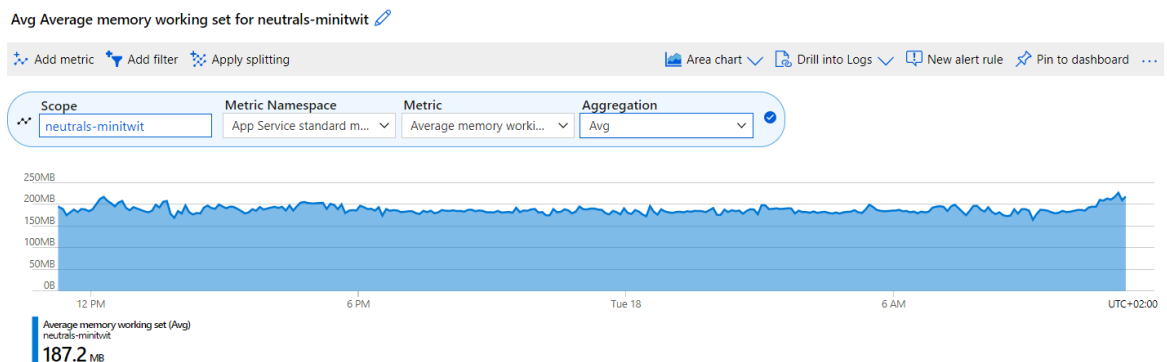 Avg Average memory working set for neutrals-minitwit
Add metric Add filter Apply splitting Area chart Drill into Logs New alert rule Pin to dashboard ...
Scope Metric Namespace Metric Aggregation
neutrals-minitwit App Service standard m... Average memory worki... Avg
250MB
200MB
150MB
100MB
50MB
0B
12 PM 6 PM Tue 18 6 AM UTC+02:00
Average memory working set (Avg)
neutrals-minitwit
187.2 MB